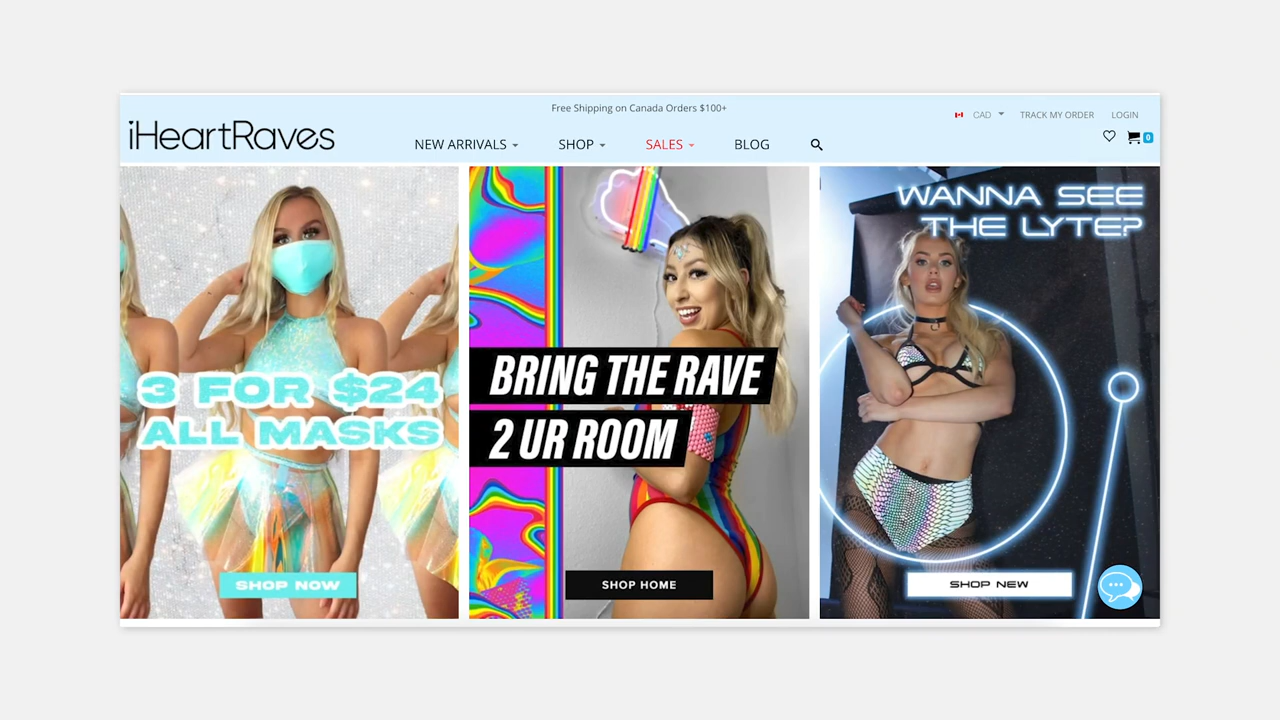 Free Shipping on Canada Orders $100+
CAD TRACK MY ORDER LOGIN
iHeartRaves
NEW ARRIVALS SHOP SALES BLOG
0
3 FOR $24
ALL MASKS
SHOP NOW
BRING THE RAVE
2 UR ROOM
SHOP HOME
WANNA SEE
THE LYTE?
SHOP NEW